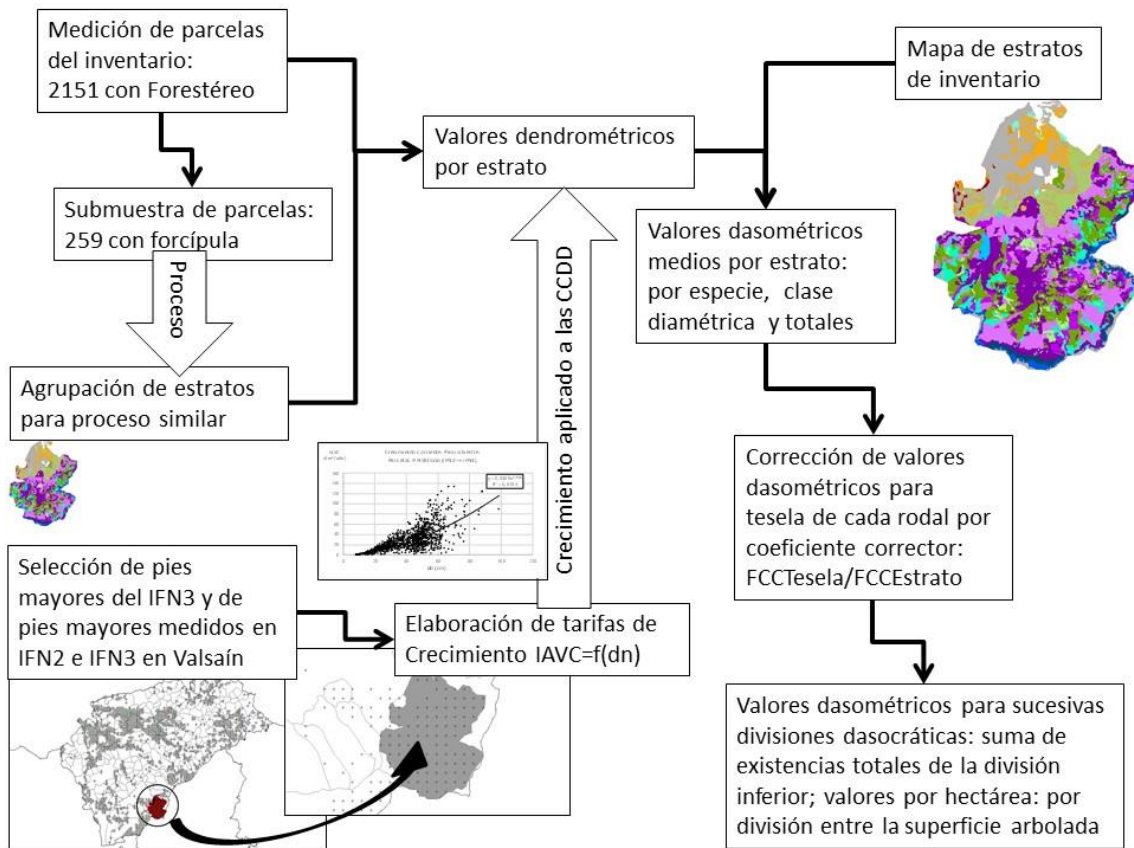 Medición de parcelas
del inventario:
2151 con Forestéreo
Submuestra de parcelas:
259 con forcípula
Proceso
Agrupación de estratos
para proceso similar
Selección de pies
mayores del IFN3 y de
pies mayores medidos en
IFN2 e IFN3 en Valsaín
Valores dendrométricos
por estrato
Crecimiento aplicado a las CCDD
Elaboración de tarifas de
Crecimiento IAVC=f(dn)
Mapa de estratos
de inventario
Valores dasométricos
medios por estrato:
por especie, clase
diamétrica y totales
Corrección de valores
dasométricos para
tesela de cada rodal por
coeficiente corrector:
FCCTesela/FCCEstrato
Valores dasométricos para sucesivas
divisiones dasocráticas: suma de
existencias totales de la división
inferior; valores por hectárea: por
división entre la superficie arbolada